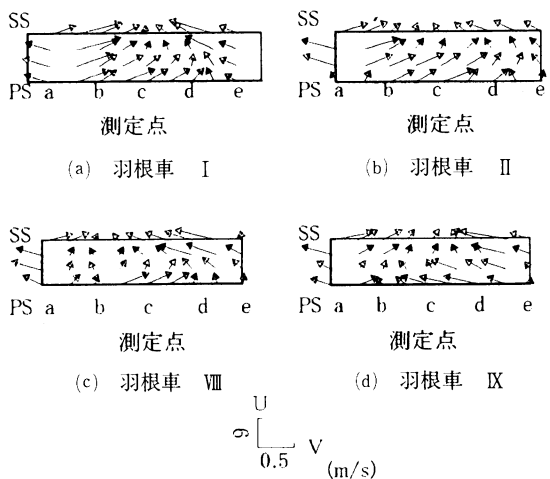 SS
PS a b c d e
測定点
(a) 羽根車 Ⅰ
SS
PS a b c d e
測定点
(b) 羽根車 Ⅱ
SS
PS a b c d e
測定点
(c) 羽根車 Ⅷ
SS
PS a b c d e
測定点
(d) 羽根車 Ⅸ
U
6
V
0.5
(m/s)